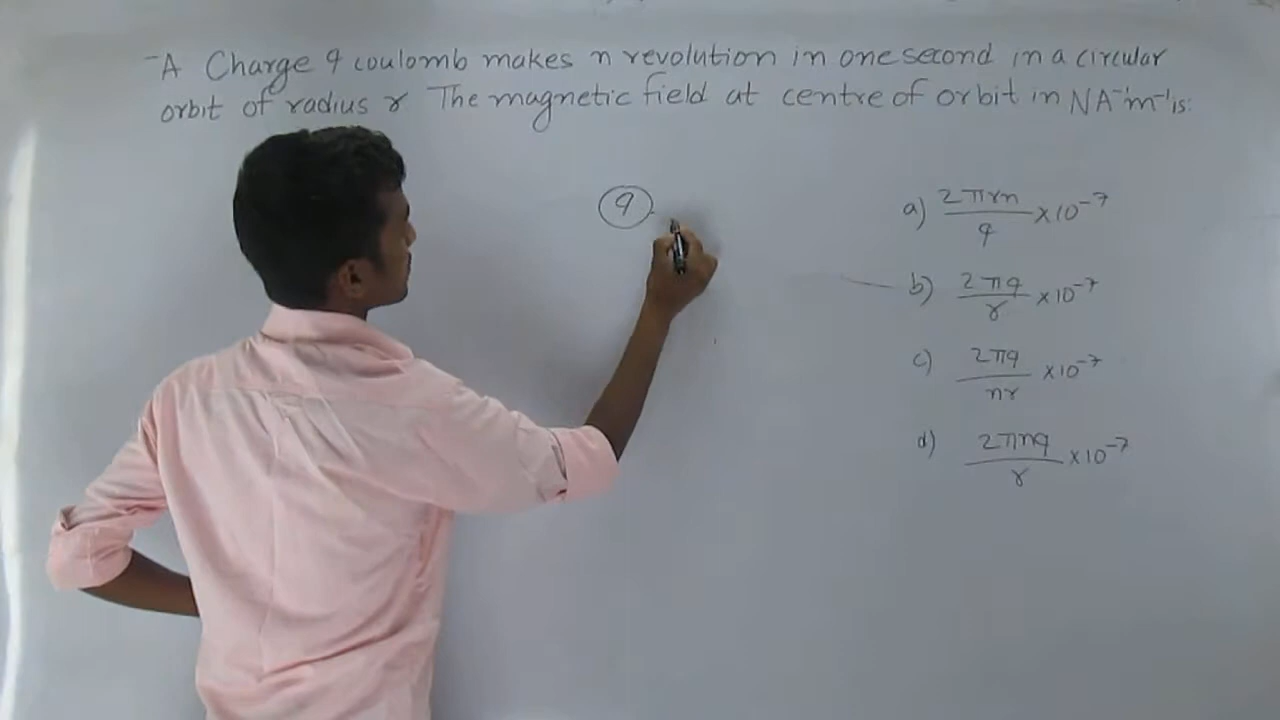 A Charge q coulomb makes n revolution in one second in a circular
orbit of radius r The magnetic field at centre of orbit in NA⁻¹m⁻¹ is:
q
a) 2πrn/q ×10⁻⁷
b) 2πq/r ×10⁻⁷
c) 2πq/nr ×10⁻⁷
d) 2πnq/r ×10⁻⁷